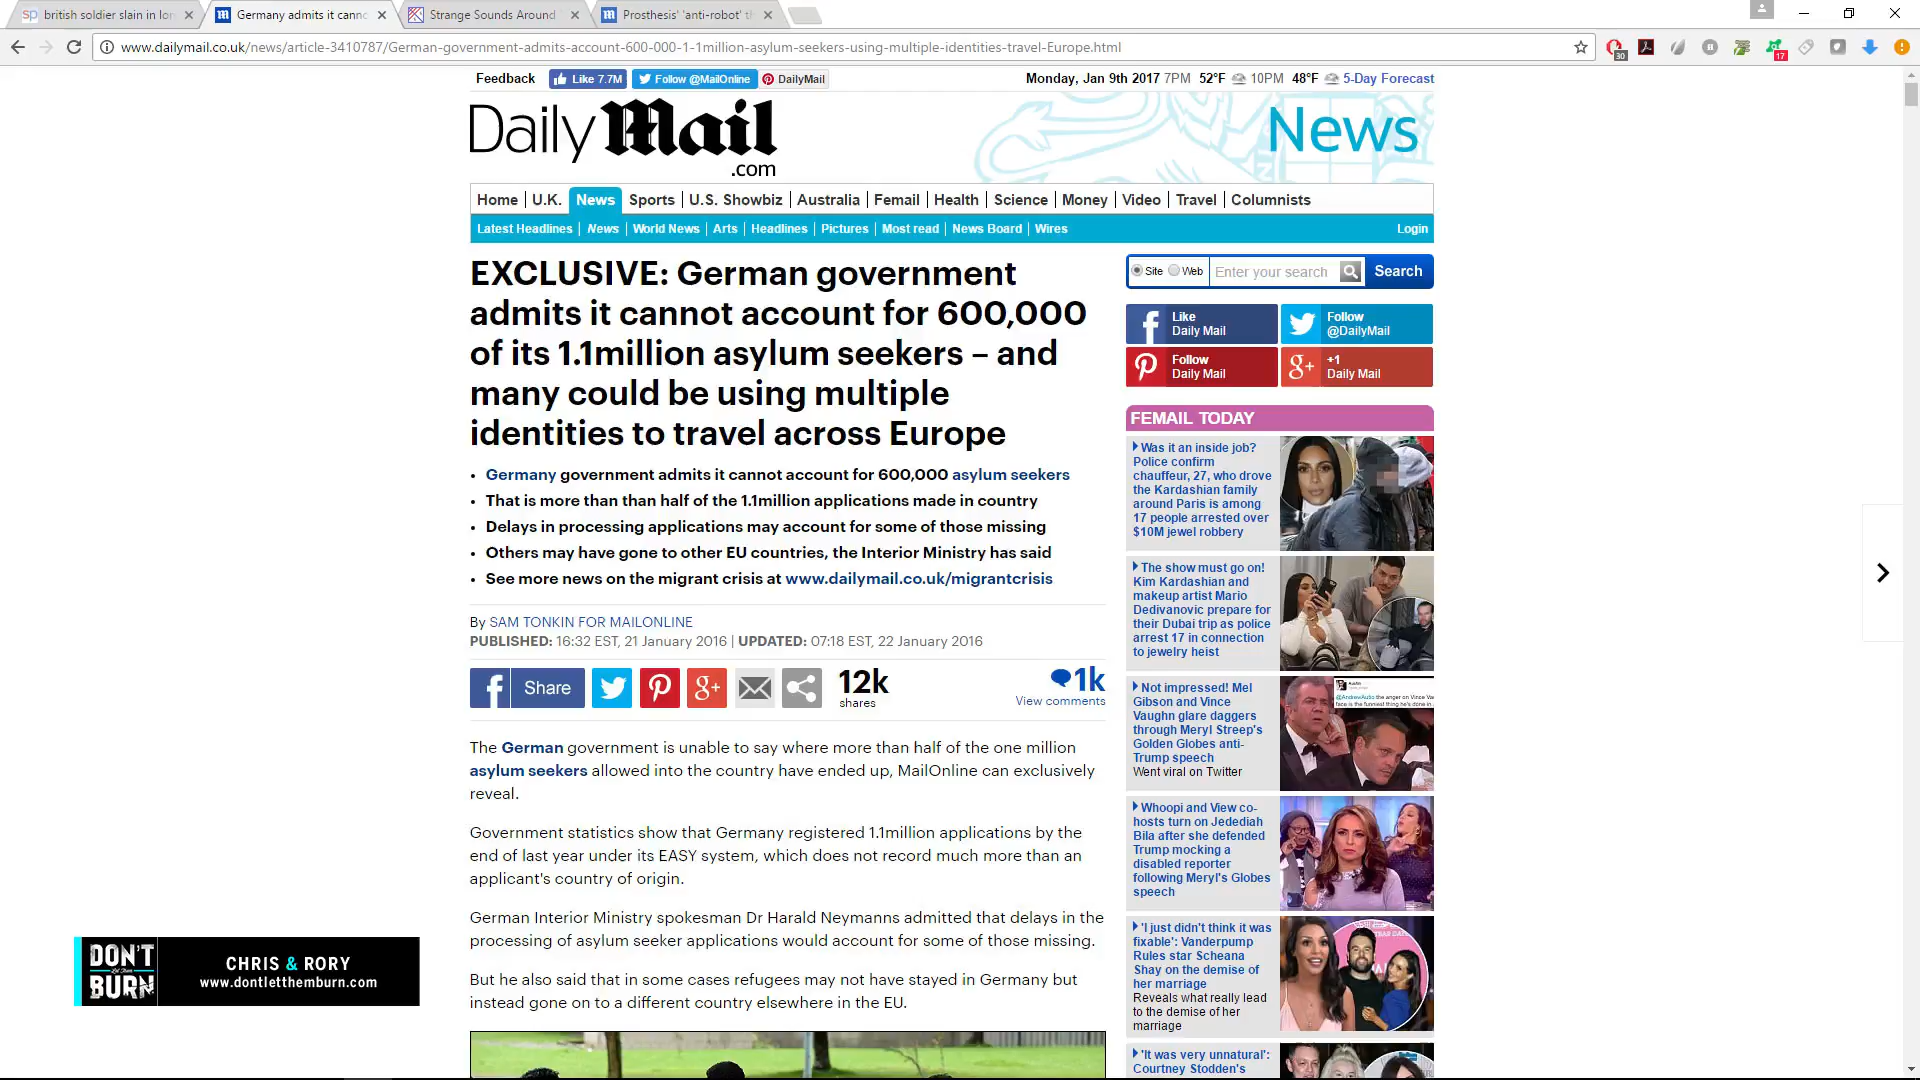 british soldier slain in lon
Germany admits it canno
Strange Sounds Around
Prosthesis' 'anti-robot' t
www.dailymail.co.uk/news/article-3410787/German-government-admits-account-600-000-1-1million-asylum-seekers-using-multiple-identities-travel-Europe.html
30
17
Feedback
Like 7.7M
Follow @MailOnline
DailyMail
Monday, Jan 9th 2017 7PM 52°F 10PM 48°F 5-Day Forecast
Daily Mail
.com
News
Home U.K. News Sports U.S. Showbiz Australia Femail Health Science Money Video Travel Columnists
Latest Headlines News World News Arts Headlines Pictures Most read News Board Wires
Login
EXCLUSIVE: German government
admits it cannot account for 600,000
of its 1.1million asylum seekers – and
many could be using multiple
identities to travel across Europe
• Germany government admits it cannot account for 600,000 asylum seekers
• That is more than than half of the 1.1million applications made in country
• Delays in processing applications may account for some of those missing
• Others may have gone to other EU countries, the Interior Ministry has said
• See more news on the migrant crisis at www.dailymail.co.uk/migrantcrisis
By SAM TONKIN FOR MAILONLINE
PUBLISHED: 16:32 EST, 21 January 2016 | UPDATED: 07:18 EST, 22 January 2016
Share
12k
shares
1k
View comments
The German government is unable to say where more than half of the one million
asylum seekers allowed into the country have ended up, MailOnline can exclusively
reveal.
Government statistics show that Germany registered 1.1million applications by the
end of last year under its EASY system, which does not record much more than an
applicant's country of origin.
German Interior Ministry spokesman Dr Harald Neymanns admitted that delays in the
processing of asylum seeker applications would account for some of those missing.
But he also said that in some cases refugees may not have stayed in Germany but
instead gone on to a different country elsewhere in the EU.
Site Web Enter your search Search
Like
Daily Mail
Follow
@DailyMail
Follow
Daily Mail
+1
Daily Mail
FEMAIL TODAY
Was it an inside job?
Police confirm
chauffeur, 27, who drove
the Kardashian family
around Paris is among
17 people arrested over
$10M jewel robbery
The show must go on!
Kim Kardashian and
makeup artist Mario
Dedivanovic prepare for
their Dubai trip as police
arrest 17 in connection
to jewelry heist
Not impressed! Mel
Gibson and Vince
Vaughn glare daggers
through Meryl Streep's
Golden Globes anti-
Trump speech
Went viral on Twitter
Whoopi and View co-
hosts turn on Jedediah
Bila after she defended
Trump mocking a
disabled reporter
following Meryl's Globes
speech
'I just didn't think it was
fixable': Vanderpump
Rules star Scheana
Shay on the demise of
her marriage
Reveals what really lead
to the demise of her
marriage
'It was very unnatural':
Courtney Stodden's
DON'T
Let Them
BURN
CHRIS & RORY
www.dontletthemburn.com